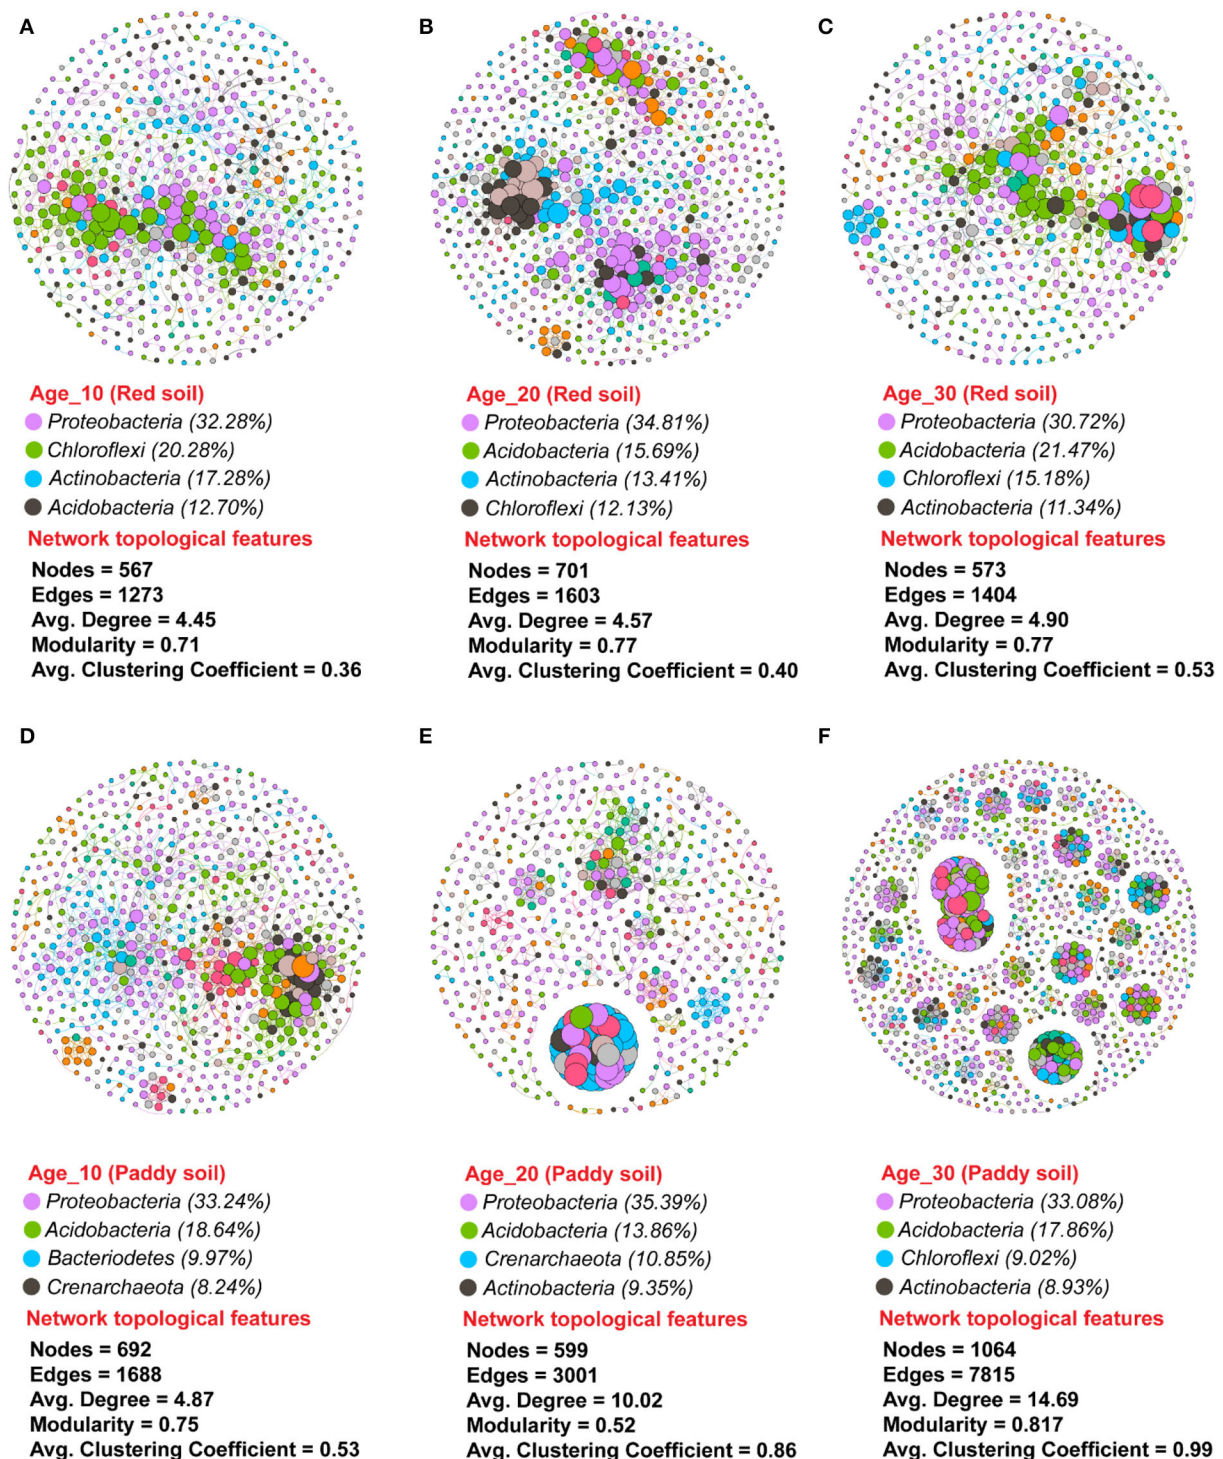 A
B
C
Age_10 (Red soil)
Proteobacteria (32.28%)
Chloroflexi (20.28%)
Actinobacteria (17.28%)
Acidobacteria (12.70%)
Network topological features
Nodes = 567
Edges = 1273
Avg. Degree = 4.45
Modularity = 0.71
Avg. Clustering Coefficient = 0.36
Age_20 (Red soil)
Proteobacteria (34.81%)
Acidobacteria (15.69%)
Actinobacteria (13.41%)
Chloroflexi (12.13%)
Network topological features
Nodes = 701
Edges = 1603
Avg. Degree = 4.57
Modularity = 0.77
Avg. Clustering Coefficient = 0.40
Age_30 (Red soil)
Proteobacteria (30.72%)
Acidobacteria (21.47%)
Chloroflexi (15.18%)
Actinobacteria (11.34%)
Network topological features
Nodes = 573
Edges = 1404
Avg. Degree = 4.90
Modularity = 0.77
Avg. Clustering Coefficient = 0.53
D
E
F
Age_10 (Paddy soil)
Proteobacteria (33.24%)
Acidobacteria (18.64%)
Bacteriodetes (9.97%)
Crenarchaeota (8.24%)
Network topological features
Nodes = 692
Edges = 1688
Avg. Degree = 4.87
Modularity = 0.75
Avg. Clustering Coefficient = 0.53
Age_20 (Paddy soil)
Proteobacteria (35.39%)
Acidobacteria (13.86%)
Crenarchaeota (10.85%)
Actinobacteria (9.35%)
Network topological features
Nodes = 599
Edges = 3001
Avg. Degree = 10.02
Modularity = 0.52
Avg. Clustering Coefficient = 0.86
Age_30 (Paddy soil)
Proteobacteria (33.08%)
Acidobacteria (17.86%)
Chloroflexi (9.02%)
Actinobacteria (8.93%)
Network topological features
Nodes = 1064
Edges = 7815
Avg. Degree = 14.69
Modularity = 0.817
Avg. Clustering Coefficient = 0.99